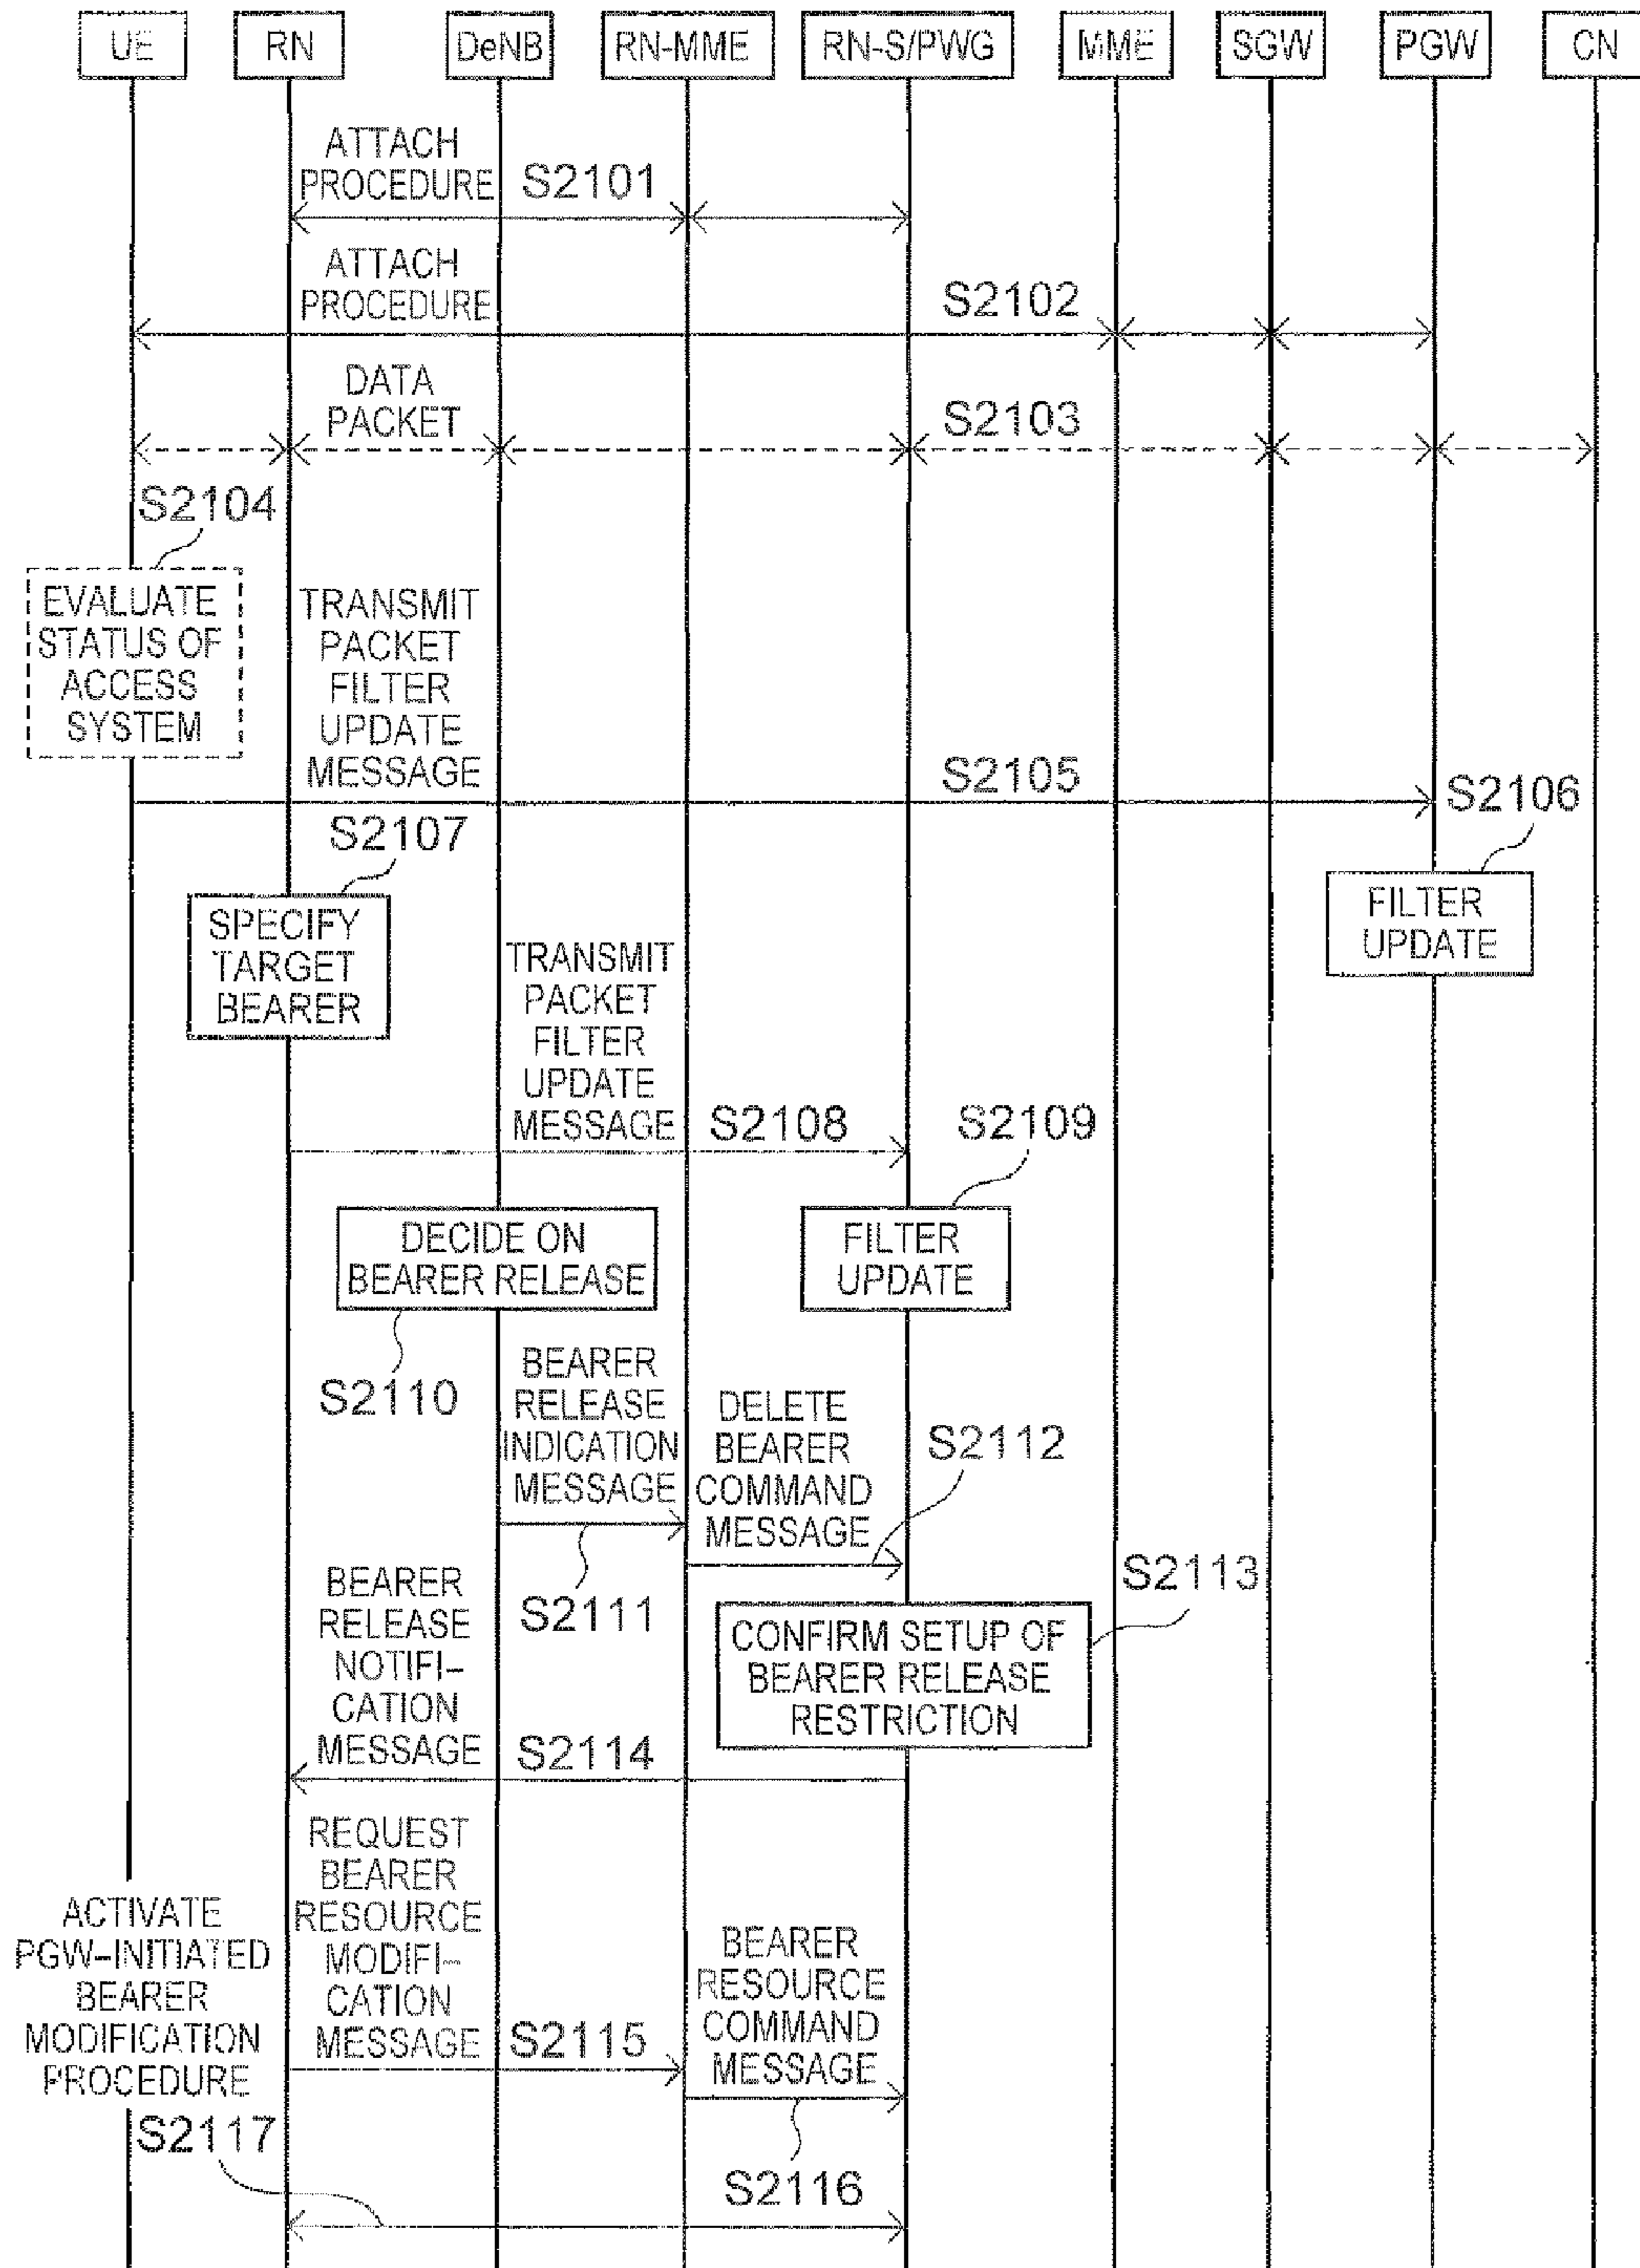 UE
RN
DeNB
RN-MME
RN-S/PWG
MME
SGW
PGW
CN
ATTACH
PROCEDURE
S2101
ATTACH
PROCEDURE
S2102
DATA
PACKET
S2103
S2104
EVALUATE
STATUS OF
ACCESS
SYSTEM
TRANSMIT
PACKET
FILTER
UPDATE
MESSAGE
S2105
S2106
FILTER
UPDATE
S2107
SPECIFY
TARGET
BEARER
TRANSMIT
PACKET
FILTER
UPDATE
MESSAGE
S2108
S2109
FILTER
UPDATE
DECIDE ON
BEARER RELEASE
S2110
BEARER
RELEASE
INDICATION
MESSAGE
S2111
DELETE
BEARER
COMMAND
MESSAGE
S2112
S2113
CONFIRM SETUP OF
BEARER RELEASE
RESTRICTION
BEARER
RELEASE
NOTIFI-
CATION
MESSAGE
S2114
REQUEST
BEARER
RESOURCE
MODIFI-
CATION
MESSAGE
S2115
BEARER
RESOURCE
COMMAND
MESSAGE
S2116
ACTIVATE
PGW-INITIATED
BEARER
MODIFICATION
PROCEDURE
S2117